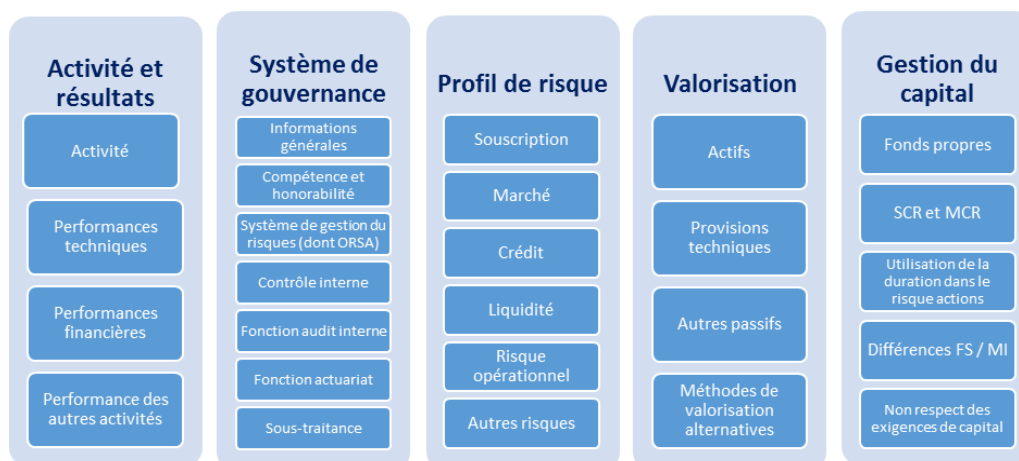 Activité et
résultats
Activité
Performances
techniques
Performances
financières
Performance des
autres activités
Système de
gouvernance
Informations
générales
Compétence et
honorabilité
Système de gestion du
risques (dont ORSA)
Contrôle interne
Fonction audit interne
Fonction actuariat
Sous-traitance
Profil de risque
Souscription
Marché
Crédit
Liquidité
Risque
opérationnel
Autres risques
Valorisation
Actifs
Provisions
techniques
Autres passifs
Méthodes de
valorisation
alternatives
Gestion du
capital
Fonds propres
SCR et MCR
Utilisation de la
duration dans le
risque actions
Différences FS / MI
Non respect des
exigences de capital